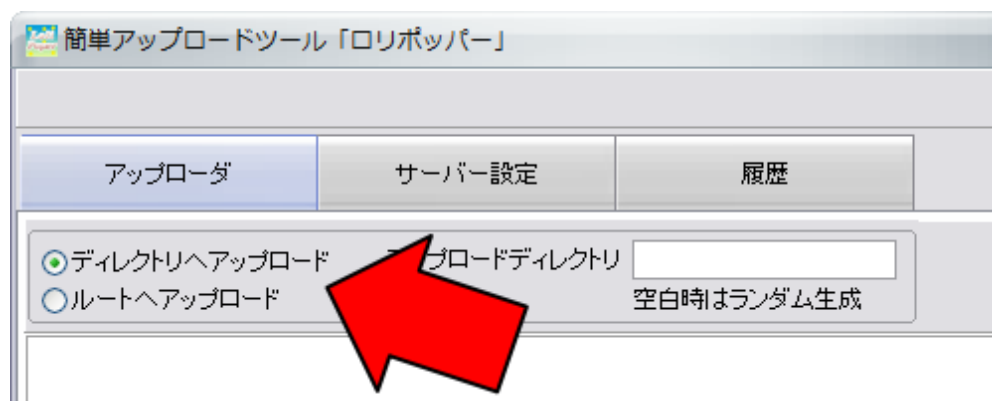 簡単アップロードツール「ロリポッパー」
アップローダ
サーバー設定
履歴
ディレクトリへアップロード
プロードディレクトリ
ルートへアップロード
空白時はランダム生成